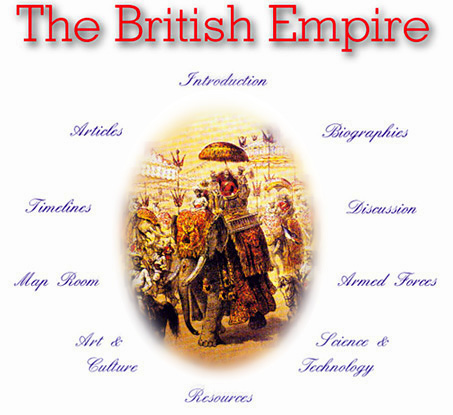 The British Empire
Introduction
Articles
Biographies
Timelines
Discussion
Map Room
Armed Forces
Art &
Culture
Science &
Technology
Resources